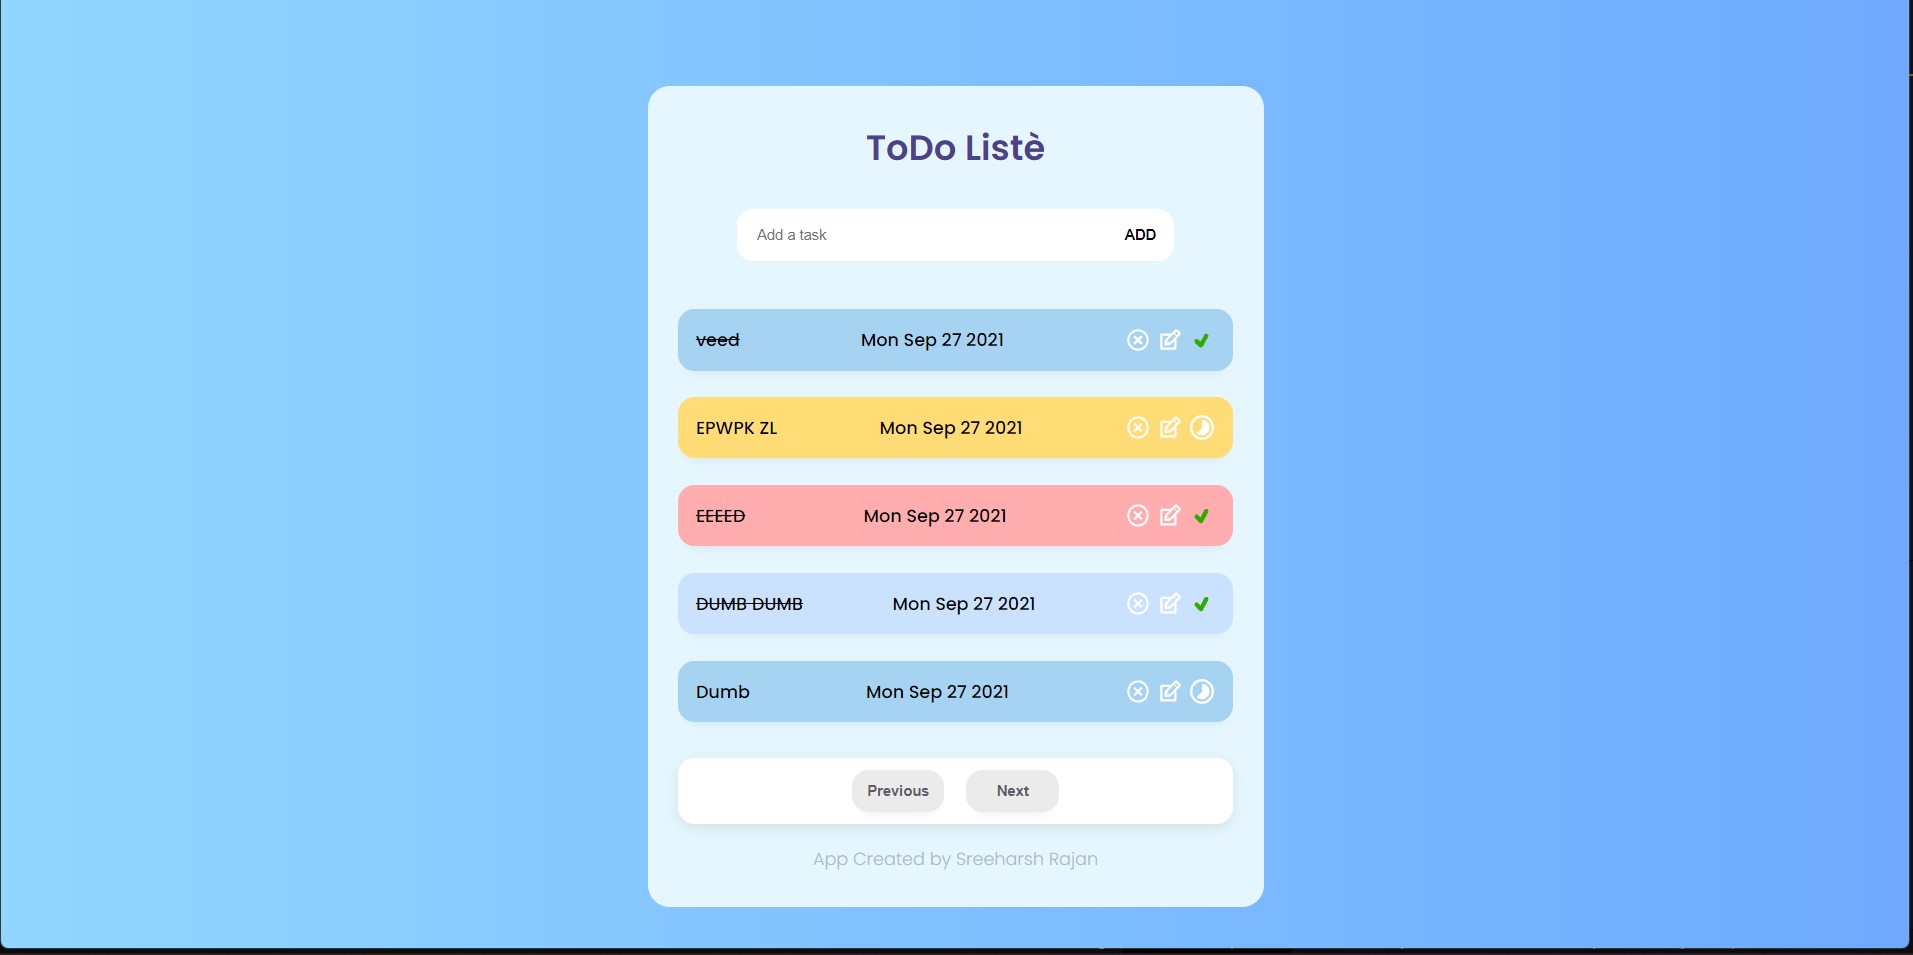 ToDo Listè
Add a task ADD
veed Mon Sep 27 2021
EPWPK ZL Mon Sep 27 2021
EEEED Mon Sep 27 2021
DUMB DUMB Mon Sep 27 2021
Dumb Mon Sep 27 2021
Previous Next
App Created by Sreeharsh Rajan